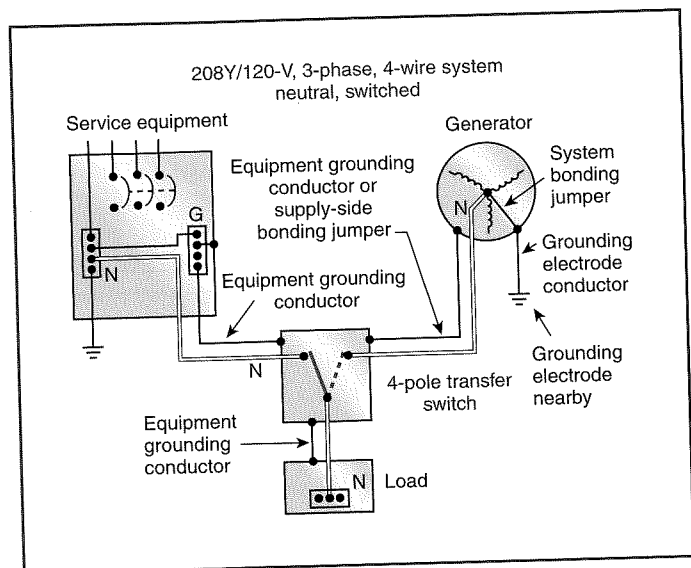 208Y/120-V, 3-phase, 4-wire system
neutral, switched
Service equipment
Generator
System
bonding
jumper
Equipment grounding
conductor or
supply-side
bonding jumper
N
G
N
Grounding
electrode
conductor
Equipment grounding
conductor
N
4-pole transfer
switch
Grounding
electrode
nearby
Equipment
grounding
conductor
N
Load